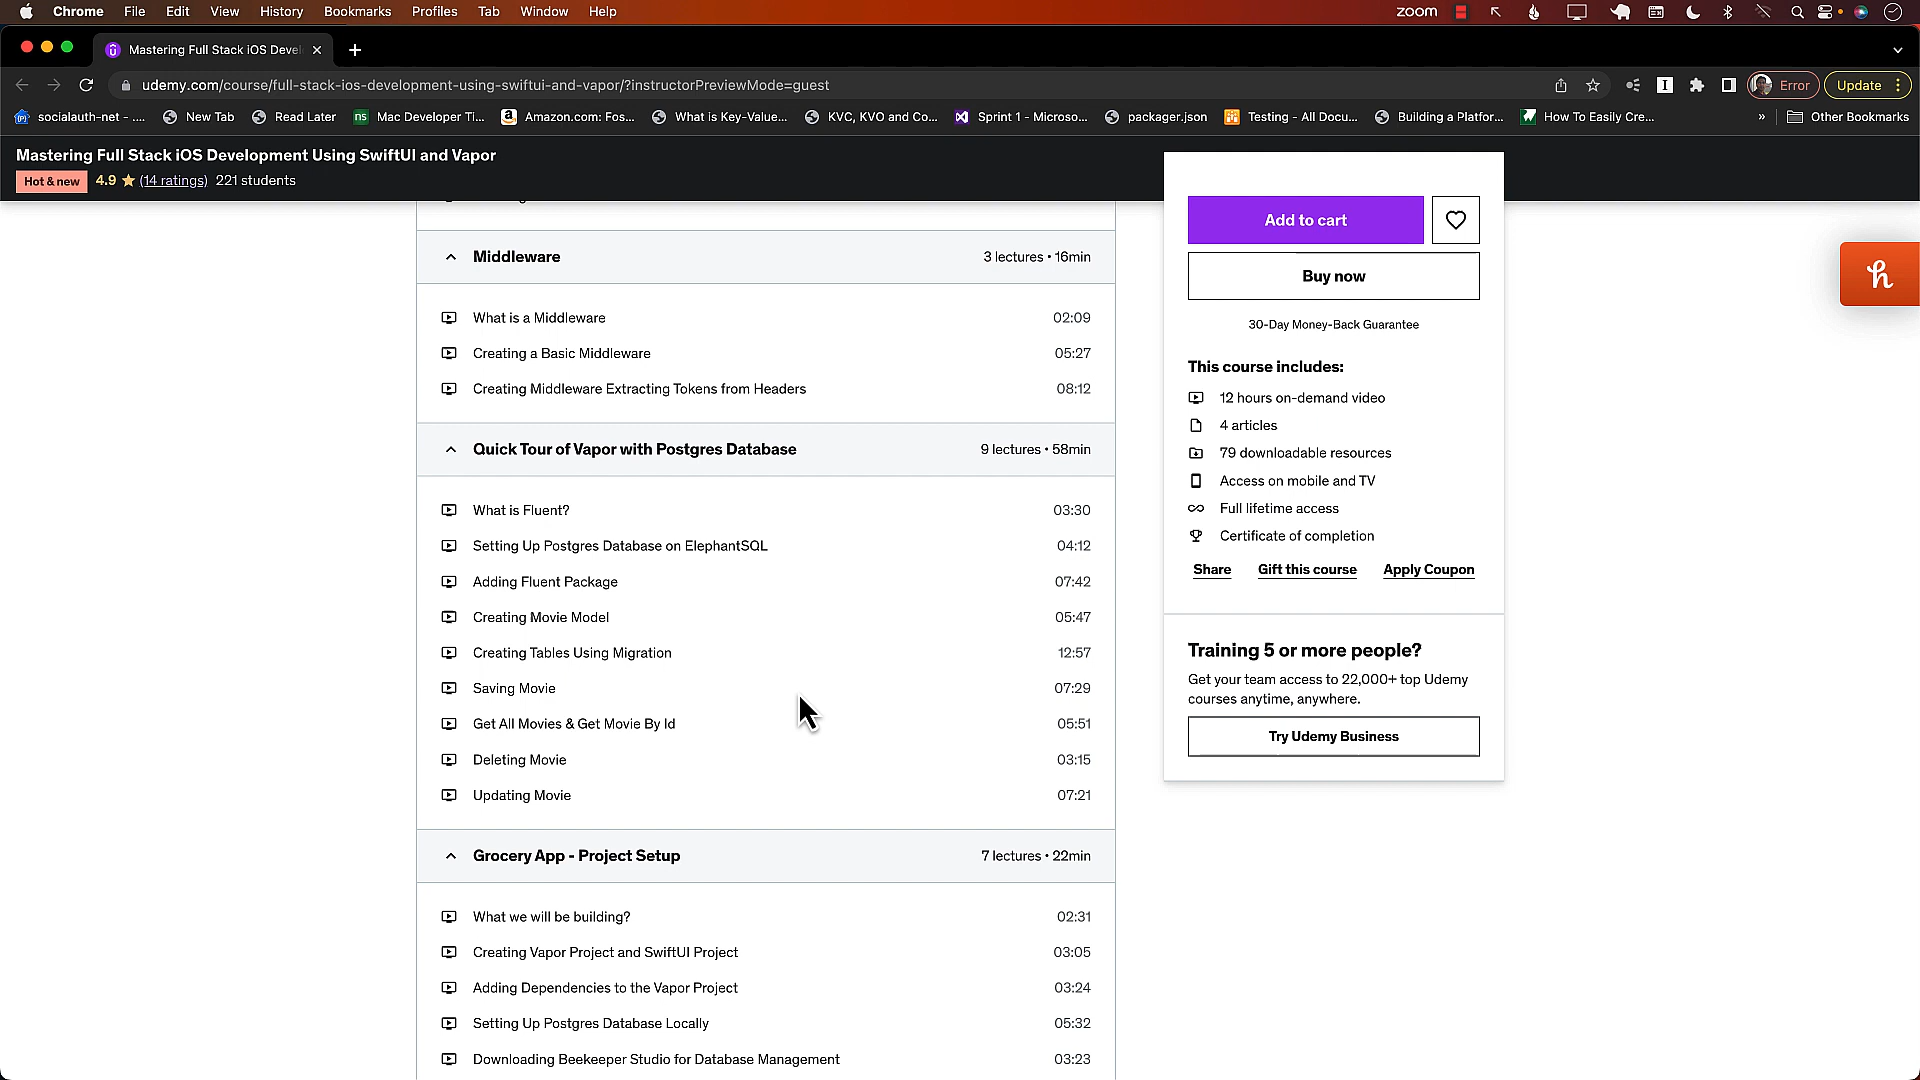 Chrome File Edit View History Bookmarks Profiles Tab Window Help zoom
Mastering Full Stack iOS Devel
udemy.com/course/full-stack-ios-development-using-swiftui-and-vapor/?instructorPreviewMode=guest Error Update
socialauth-net - .... New Tab Read Later ns Mac Developer Ti... Amazon.com: Fos... What is Key-Value... KVC, KVO and Co... Sprint 1 - Microso... packager.json Testing - All Docu... Building a Platfor... How To Easily Cre... » Other Bookmarks
Mastering Full Stack iOS Development Using SwiftUI and Vapor
Hot & new 4.9 (14 ratings) 221 students
Middleware 3 lectures • 16min
What is a Middleware 02:09
Creating a Basic Middleware 05:27
Creating Middleware Extracting Tokens from Headers 08:12
Quick Tour of Vapor with Postgres Database 9 lectures • 58min
What is Fluent? 03:30
Setting Up Postgres Database on ElephantSQL 04:12
Adding Fluent Package 07:42
Creating Movie Model 05:47
Creating Tables Using Migration 12:57
Saving Movie 07:29
Get All Movies & Get Movie By Id 05:51
Deleting Movie 03:15
Updating Movie 07:21
Grocery App - Project Setup 7 lectures • 22min
What we will be building? 02:31
Creating Vapor Project and SwiftUI Project 03:05
Adding Dependencies to the Vapor Project 03:24
Setting Up Postgres Database Locally 05:32
Downloading Beekeeper Studio for Database Management 03:23
Add to cart
Buy now
30-Day Money-Back Guarantee
This course includes:
12 hours on-demand video
4 articles
79 downloadable resources
Access on mobile and TV
Full lifetime access
Certificate of completion
Share Gift this course Apply Coupon
Training 5 or more people?
Get your team access to 22,000+ top Udemy
courses anytime, anywhere.
Try Udemy Business
h